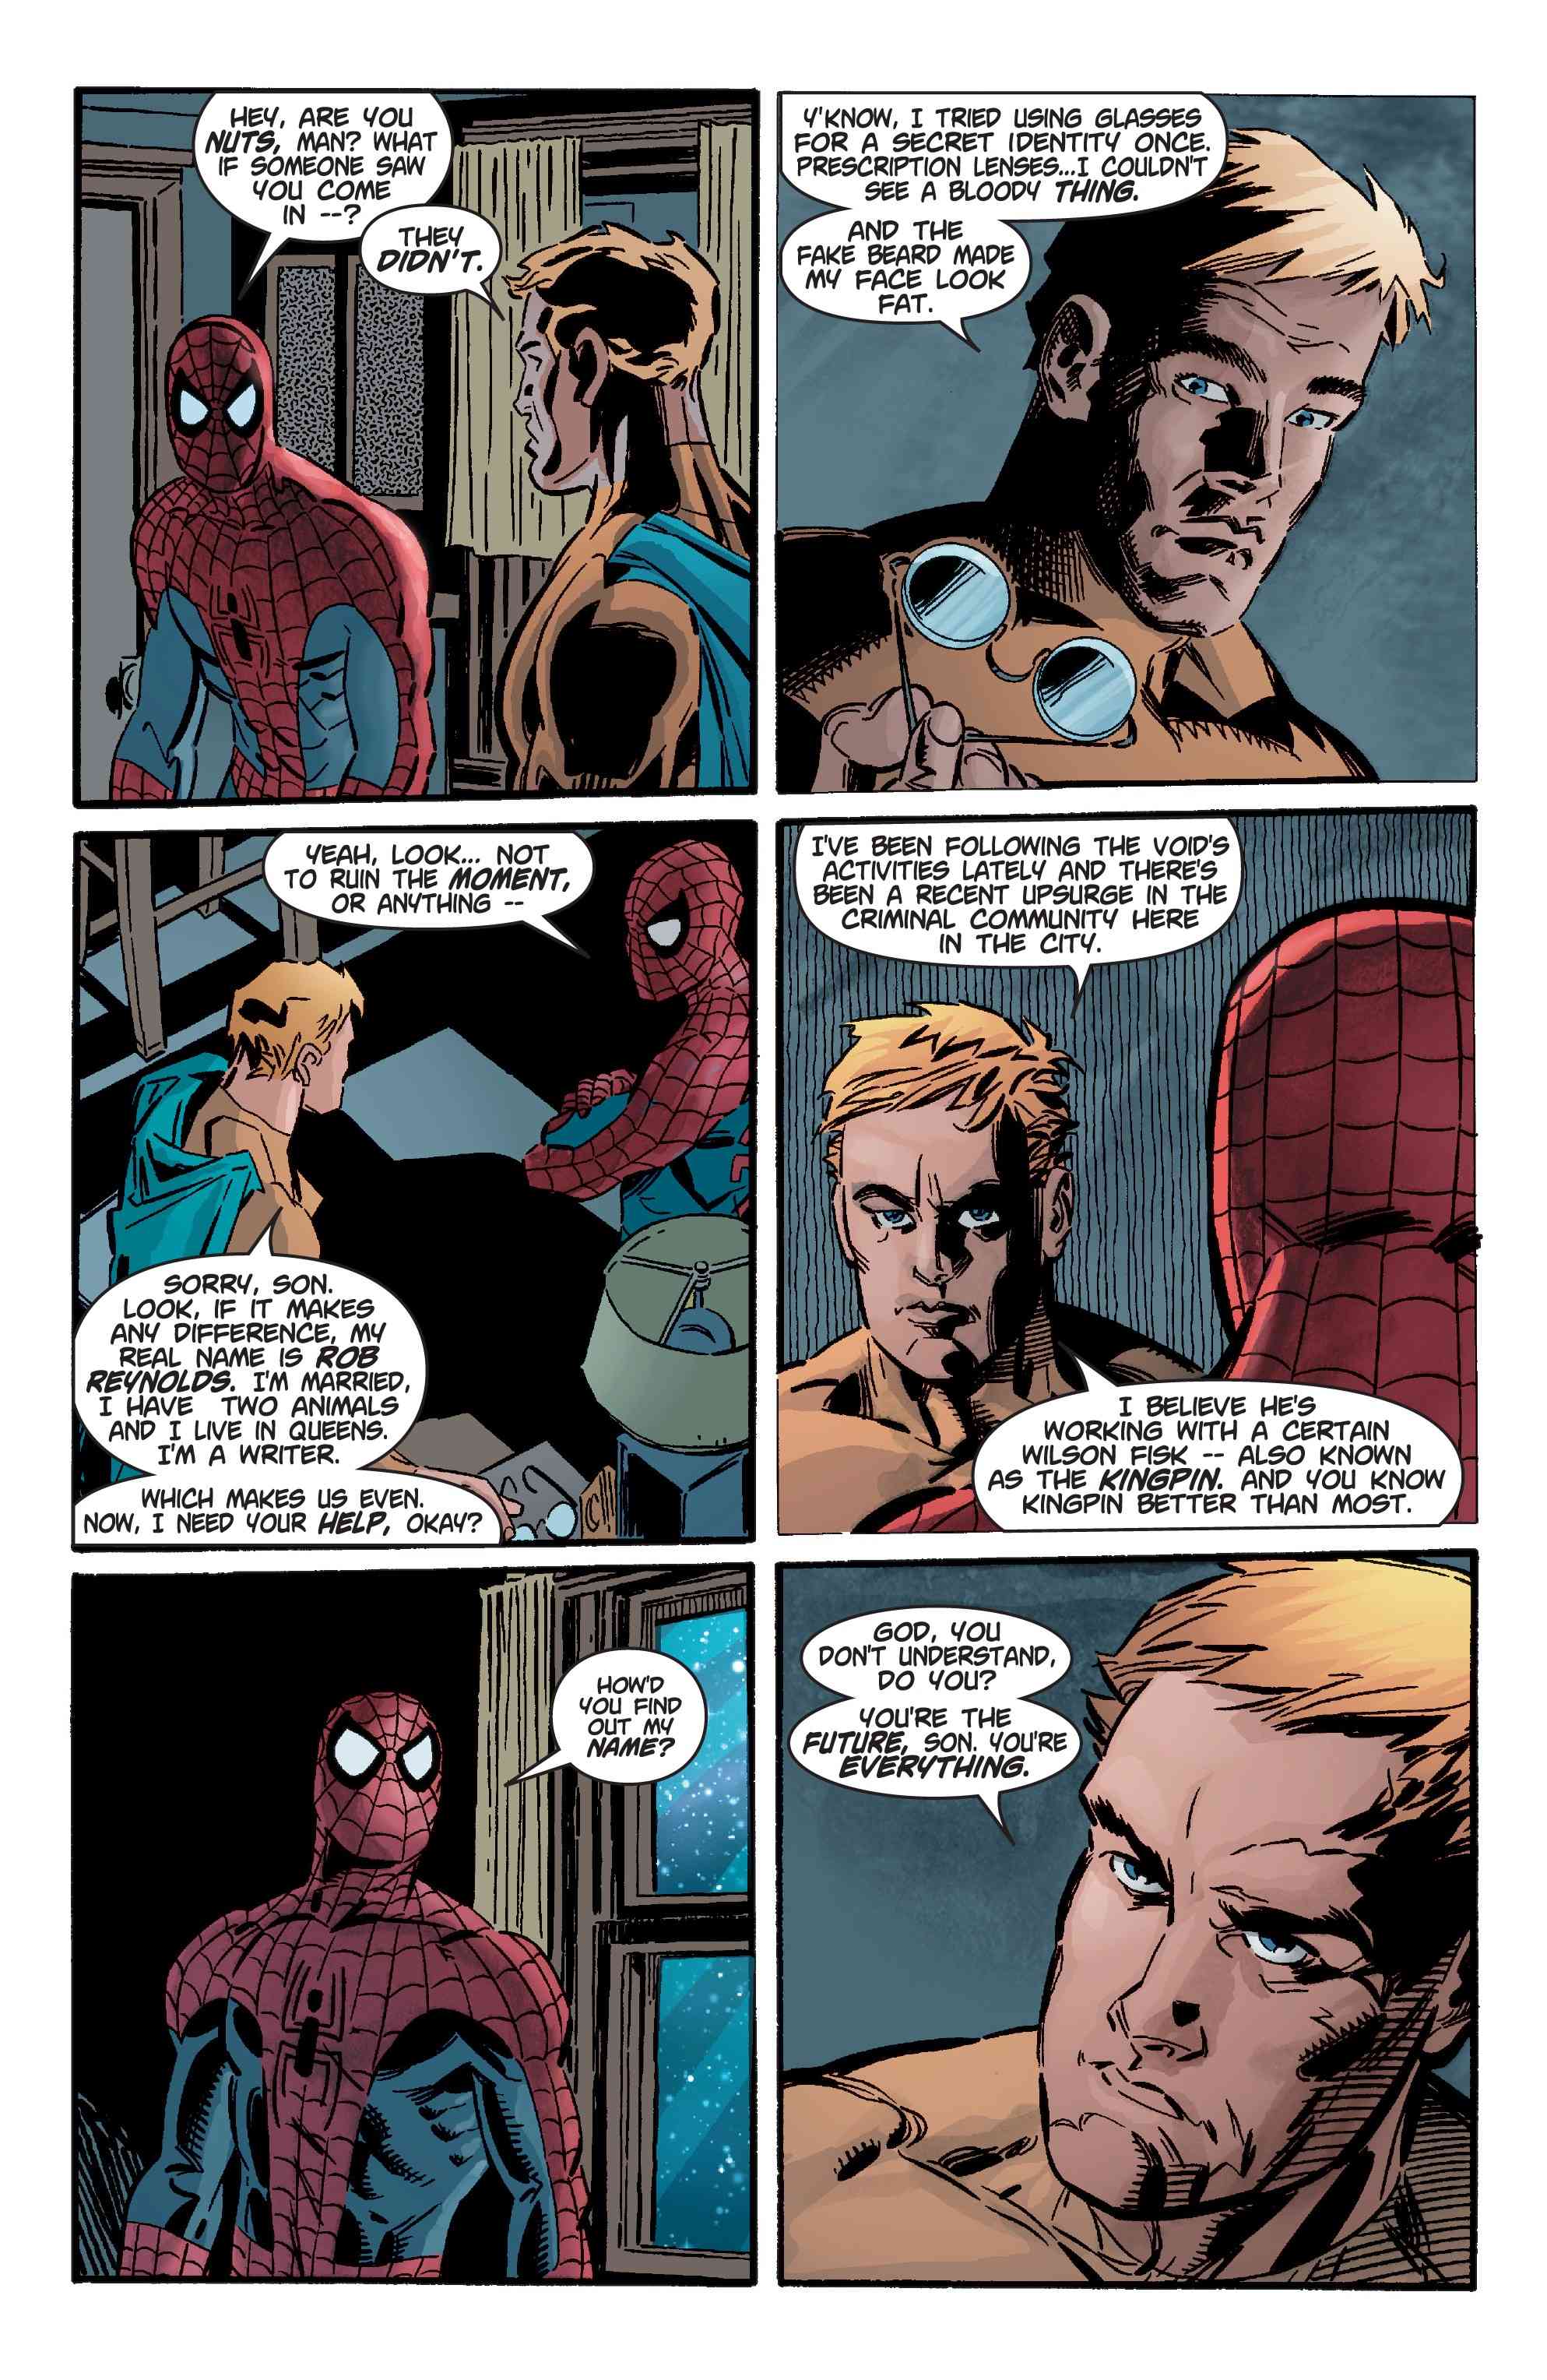 HEY, ARE YOU
NUTS, MAN? WHAT
IF SOMEONE SAW
YOU COME
IN --?
THEY
DIDN'T.
Y'KNOW, I TRIED USING GLASSES
FOR A SECRET IDENTITY ONCE.
PRESCRIPTION LENSES...I COULDN'T
SEE A BLOODY THING.
AND THE
FAKE BEARD MADE
MY FACE LOOK
FAT.
YEAH, LOOK... NOT
TO RUIN THE MOMENT,
OR ANYTHING --
SORRY, SON.
LOOK, IF IT MAKES
ANY DIFFERENCE, MY
REAL NAME IS ROB
REYNOLDS. I'M MARRIED,
I HAVE TWO ANIMALS
AND I LIVE IN QUEENS.
I'M A WRITER.
WHICH MAKES US EVEN.
NOW, I NEED YOUR HELP, OKAY?
I'VE BEEN FOLLOWING THE VOID'S
ACTIVITIES LATELY AND THERE'S
BEEN A RECENT UPSURGE IN THE
CRIMINAL COMMUNITY HERE
IN THE CITY.
I BELIEVE HE'S
WORKING WITH A CERTAIN
WILSON FISK -- ALSO KNOWN
AS THE KINGPIN. AND YOU KNOW
KINGPIN BETTER THAN MOST.
HOW'D
YOU FIND
OUT MY
NAME?
GOD, YOU
DON'T UNDERSTAND,
DO YOU?
YOU'RE THE
FUTURE, SON. YOU'RE
EVERYTHING.